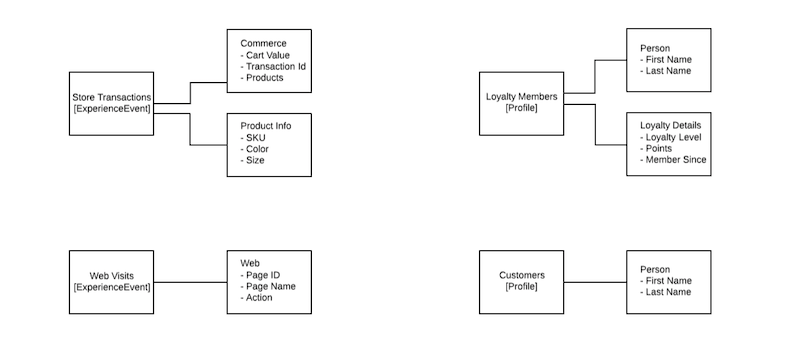 Store Transactions
[ExperienceEvent]
Commerce
- Cart Value
- Transaction Id
- Products
Product Info
- SKU
- Color
- Size
Loyalty Members
[Profile]
Person
- First Name
- Last Name
Loyalty Details
- Loyalty Level
- Points
- Member Since
Web Visits
[ExperienceEvent]
Web
- Page ID
- Page Name
- Action
Customers
[Profile]
Person
- First Name
- Last Name